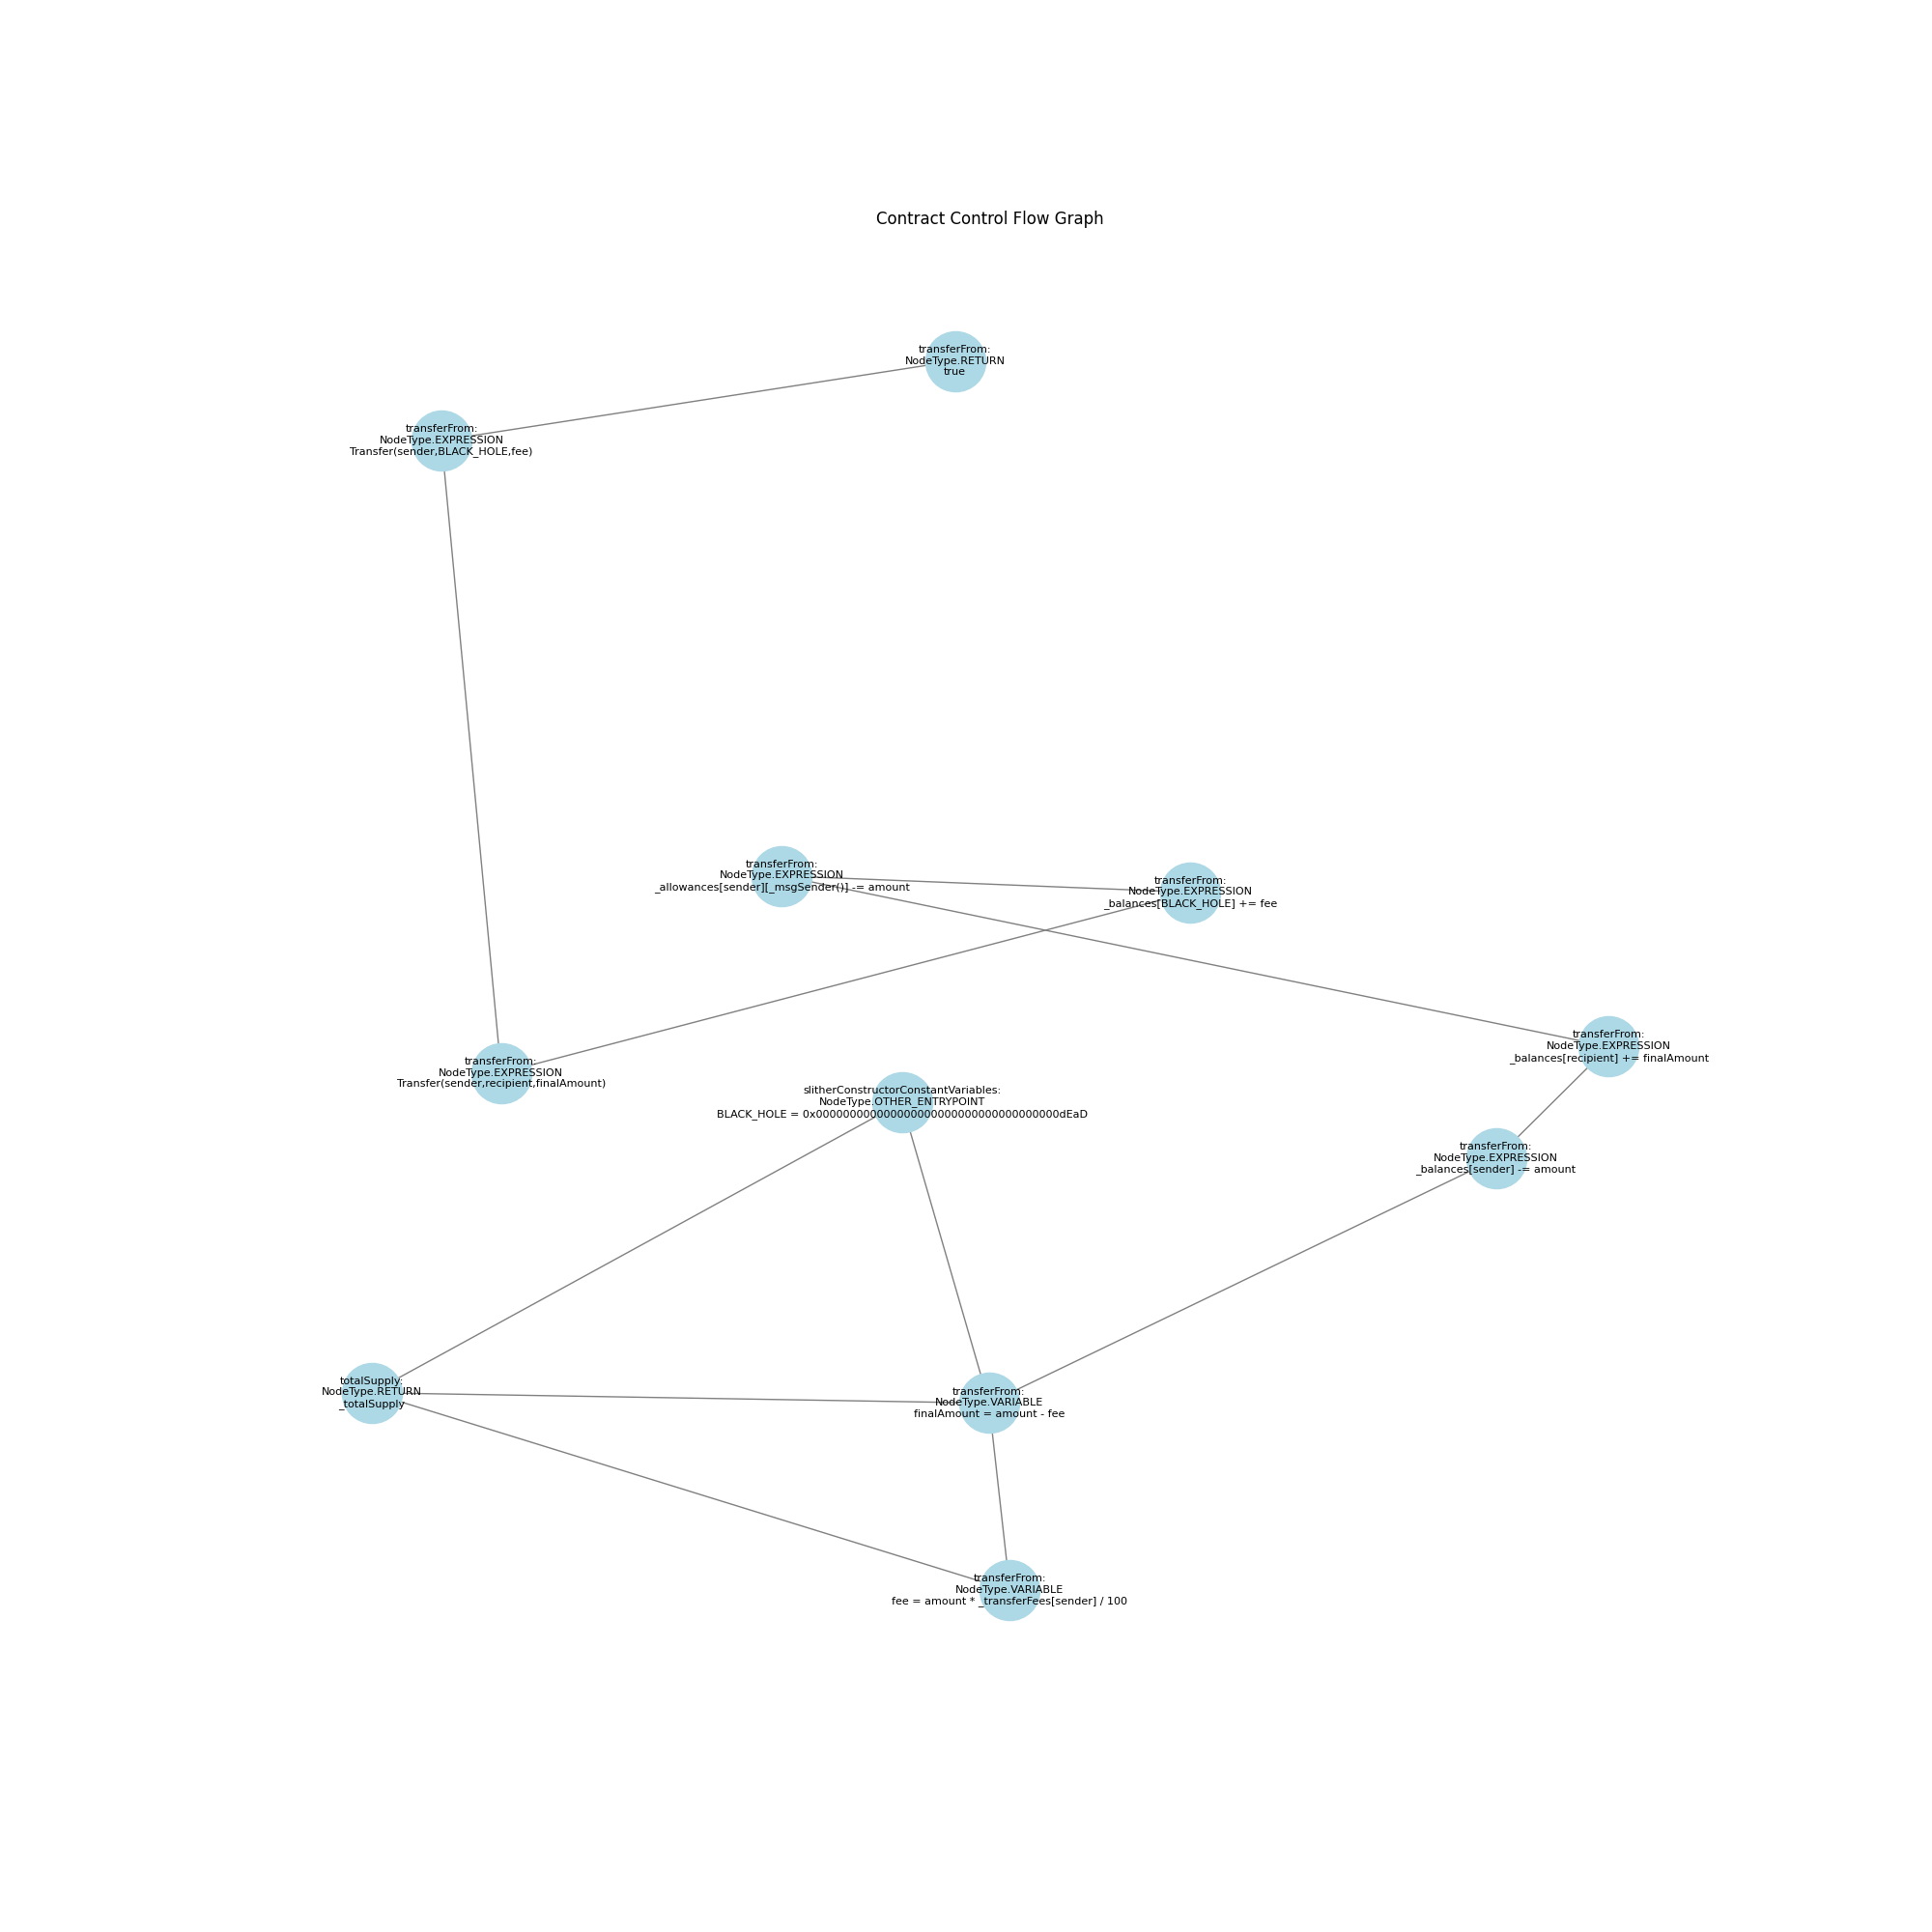 Contract Control Flow Graph
transferFrom:
NodeType.RETURN
true
transferFrom:
NodeType.EXPRESSION
Transfer(sender,BLACK_HOLE,fee)
transferFrom:
NodeType.EXPRESSION
_allowances[sender][_msgSender()] -= amount
transferFrom:
NodeType.EXPRESSION
_balances[BLACK_HOLE] += fee
transferFrom:
NodeType.EXPRESSION
_balances[recipient] += finalAmount
transferFrom:
NodeType.EXPRESSION
Transfer(sender,recipient,finalAmount)
slitherConstructorConstantVariables:
NodeType.OTHER_ENTRYPOINT
BLACK_HOLE = 0x000000000000000000000000000000000000dEaD
transferFrom:
NodeType.EXPRESSION
_balances[sender] -= amount
totalSupply:
NodeType.RETURN
_totalSupply
transferFrom:
NodeType.VARIABLE
finalAmount = amount - fee
transferFrom:
NodeType.VARIABLE
fee = amount * _transferFees[sender] / 100